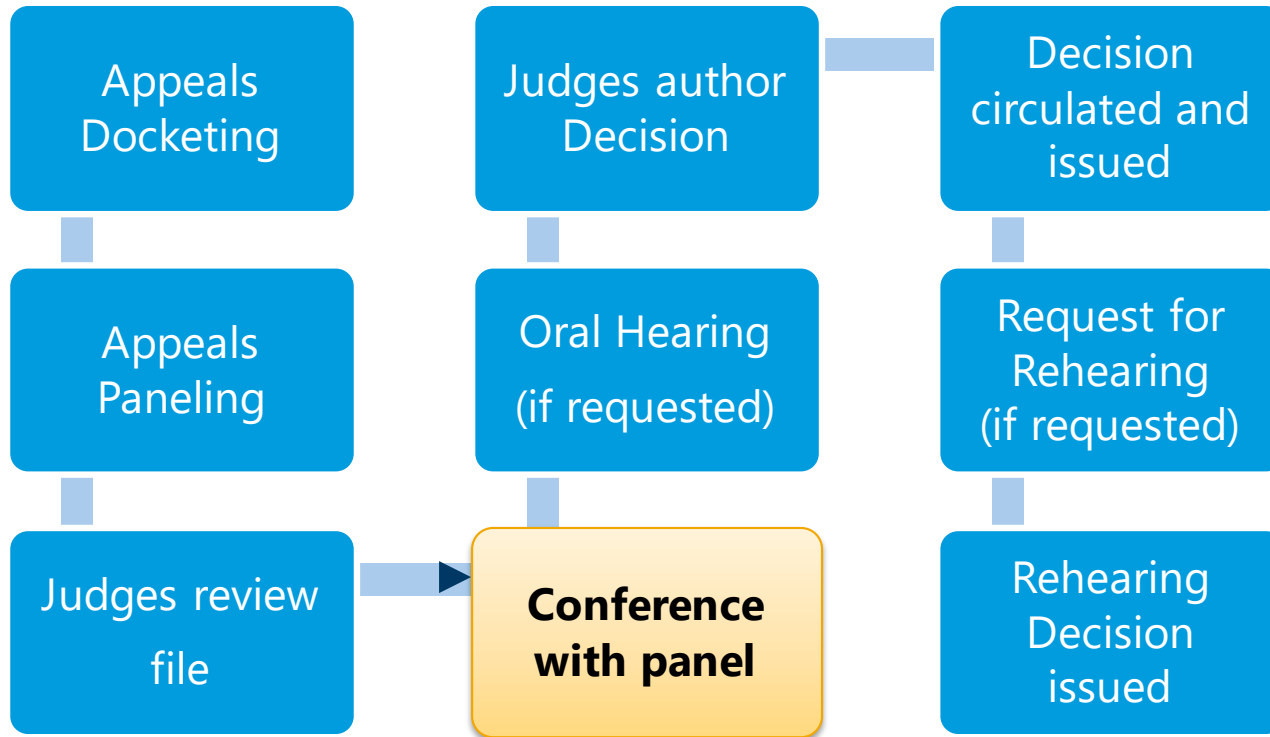 Appeals
Docketing
Appeals
Paneling
Judges review
file
Conference
with panel
Oral Hearing
(if requested)
Judges author
Decision
Decision
circulated and
issued
Request for
Rehearing
(if requested)
Rehearing
Decision
issued